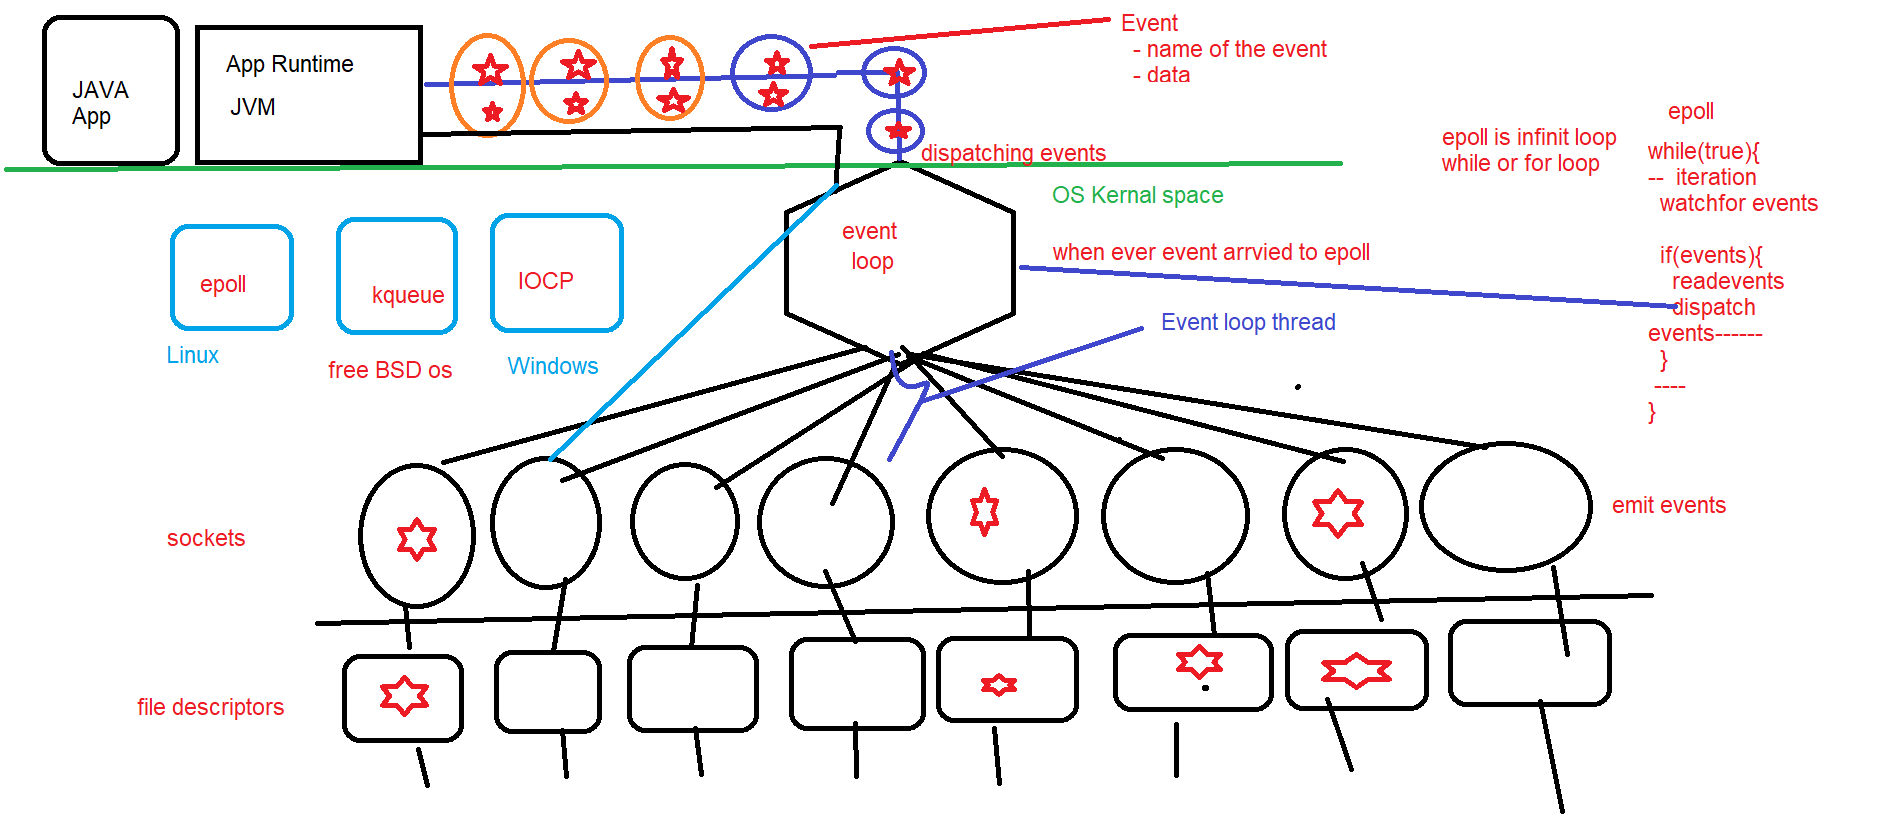 JAVA
App
App Runtime
JVM
Event
- name of the event
- data
dispatching events
OS Kernal space
epoll
epoll is infinit loop
while or for loop
while(true){
-- iteration
watchfor events
if(events){
readevents
dispatch
events------
}
----
}
event
loop
when ever event arrvied to epoll
Event loop thread
epoll
kqueue
IOCP
Linux
free BSD os
Windows
sockets
emit events
file descriptors